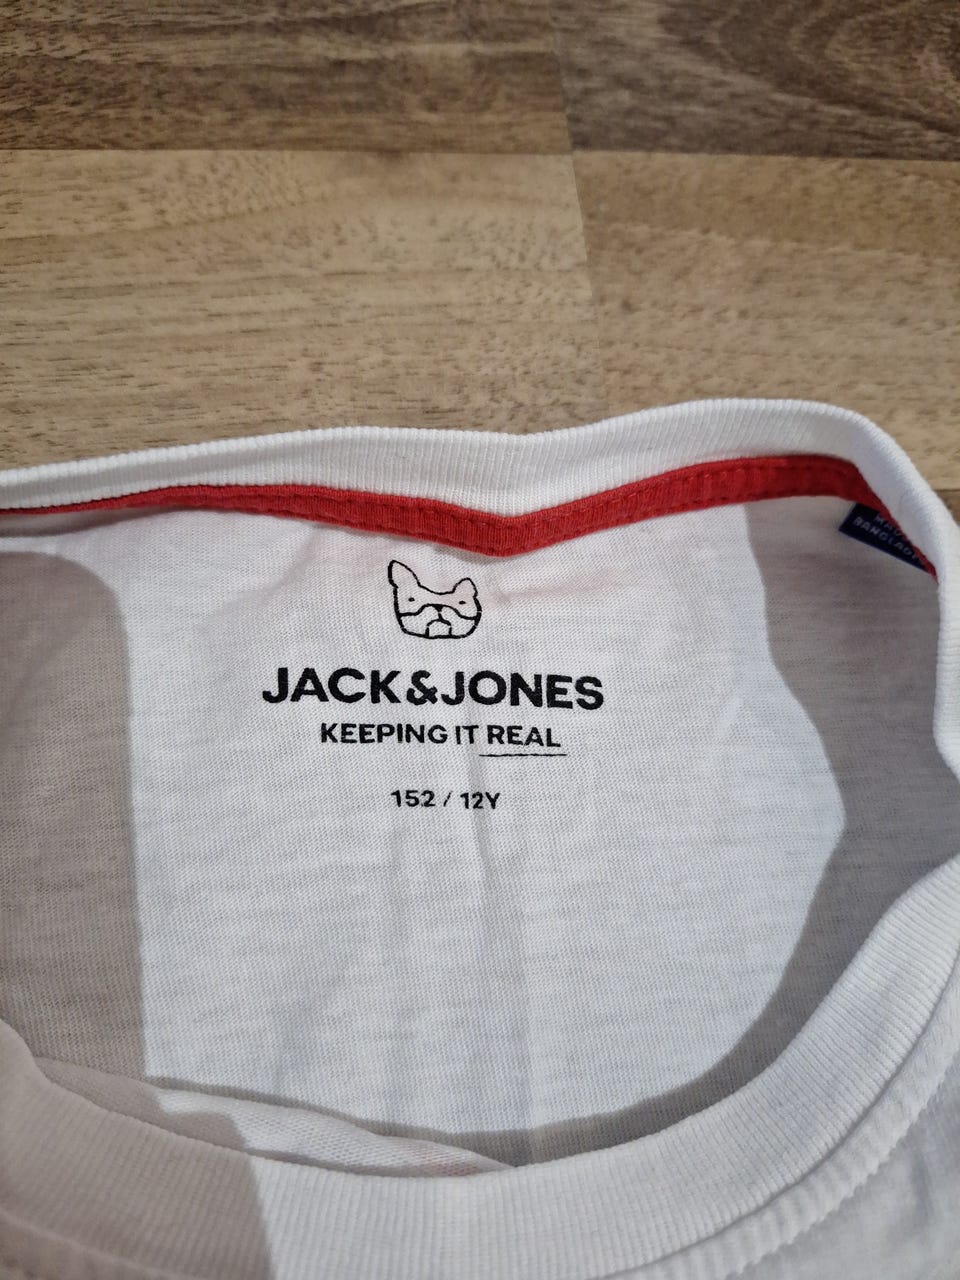 JACK&JONES
KEEPING IT REAL
152 / 12Y